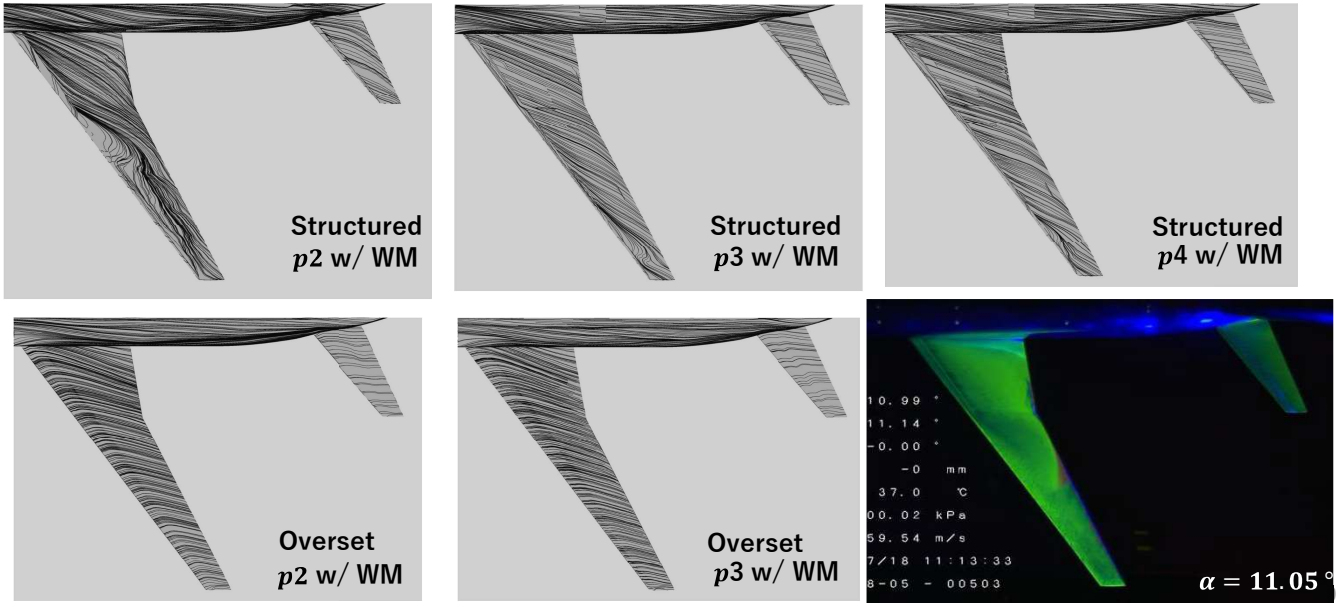 Structured
p2 w/ WM
Structured
p3 w/ WM
Structured
p4 w/ WM
Overset
p2 w/ WM
Overset
p3 w/ WM
10.99 °
11.14 °
-0.00 °
-0 mm
37.0 ℃
00.02 kPa
59.54 m/s
7/18 11:13:33
8-05 - 00503
α = 11.05°